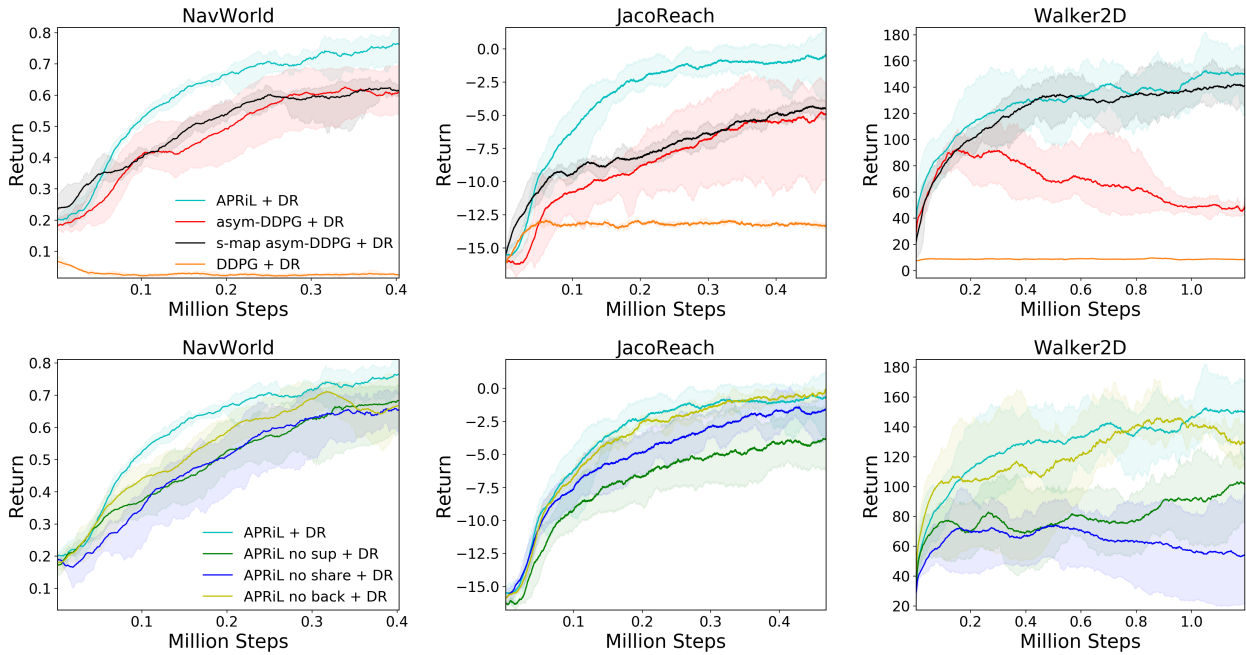 NavWorld
JacoReach
Walker2D
0.8
0.7
0.6
0.5
0.4
0.3
0.2
0.1
Return
APRiL + DR
asym-DDPG + DR
s-map asym-DDPG + DR
DDPG + DR
0.1 0.2 0.3 0.4
Million Steps
0.0
−2.5
−5.0
−7.5
−10.0
−12.5
−15.0
Return
0.1 0.2 0.3 0.4
Million Steps
180
160
140
120
100
80
60
40
20
0
Return
0.2 0.4 0.6 0.8 1.0
Million Steps
NavWorld
JacoReach
Walker2D
0.8
0.7
0.6
0.5
0.4
0.3
0.2
0.1
Return
APRiL + DR
APRiL no sup + DR
APRiL no share + DR
APRiL no back + DR
0.1 0.2 0.3 0.4
Million Steps
0.0
−2.5
−5.0
−7.5
−10.0
−12.5
−15.0
Return
0.1 0.2 0.3 0.4
Million Steps
180
160
140
120
100
80
60
40
20
Return
0.2 0.4 0.6 0.8 1.0
Million Steps